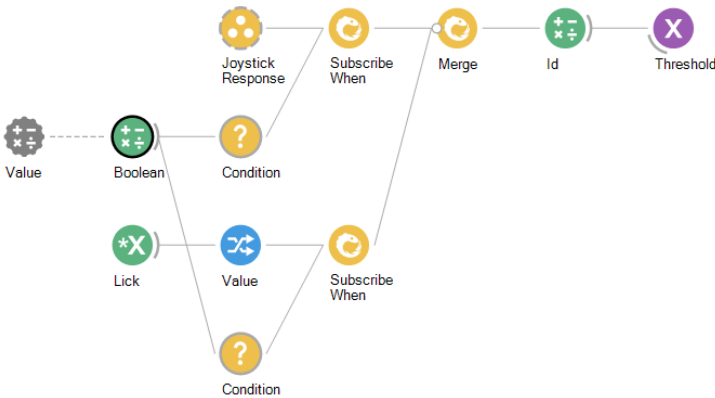 Joystick
Response
Subscribe
When
Merge
Id
Threshold
Value
Boolean
Condition
*X
Lick
Value
Subscribe
When
Condition